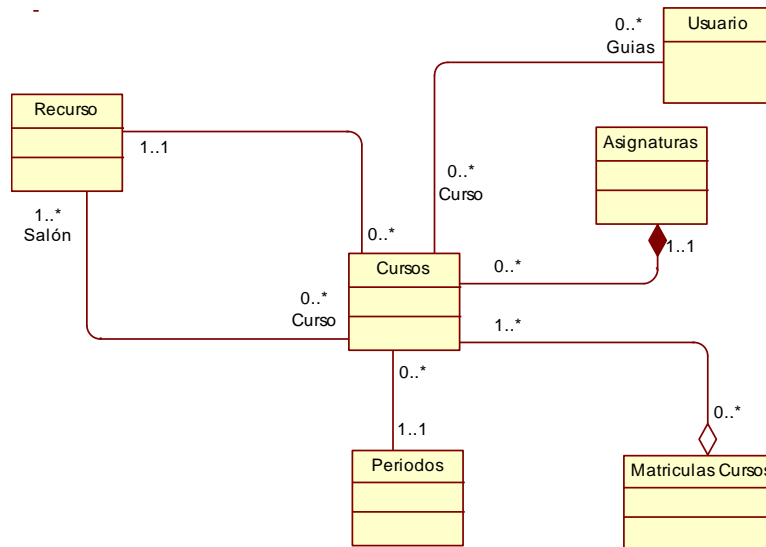 -
0..*
Guias
Usuario
Recurso
1..1
Asignaturas
1..*
Salón
0..*
Curso
1..1
0..*
Cursos
0..*
0..*
Curso
1..*
0..*
0..*
1..1
Periodos
Matriculas Cursos